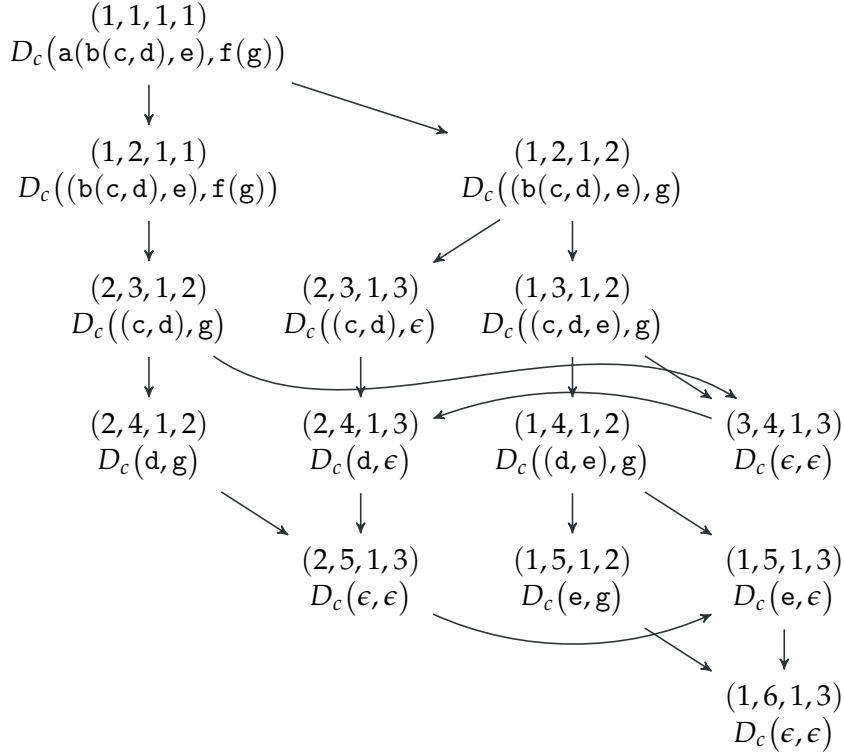 (1,1,1,1)
D_c(a(b(c,d),e),f(g))
(1,2,1,1)
D_c((b(c,d),e),f(g))
(1,2,1,2)
D_c((b(c,d),e),g)
(2,3,1,2)
D_c((c,d),g)
(2,3,1,3)
D_c((c,d),ϵ)
(1,3,1,2)
D_c((c,d,e),g)
(2,4,1,2)
D_c(d,g)
(2,4,1,3)
D_c(d,ϵ)
(1,4,1,2)
D_c((d,e),g)
(3,4,1,3)
D_c(ϵ,ϵ)
(2,5,1,3)
D_c(ϵ,ϵ)
(1,5,1,2)
D_c(e,g)
(1,5,1,3)
D_c(e,ϵ)
(1,6,1,3)
D_c(ϵ,ϵ)